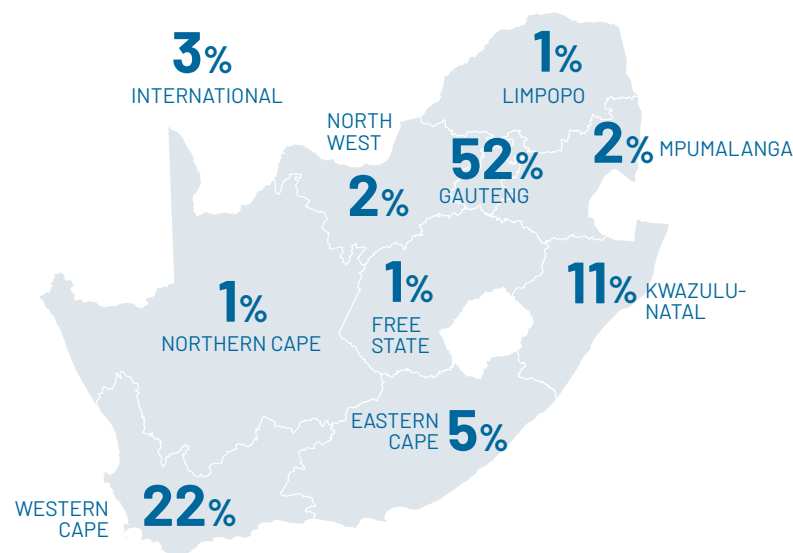 3%
INTERNATIONAL
1%
LIMPOPO
NORTH
WEST
2%
52%
GAUTENG
2% MPUMALANGA
1%
NORTHERN CAPE
1%
FREE
STATE
11% KWAZULU-
NATAL
EASTERN
CAPE 5%
WESTERN
CAPE 22%